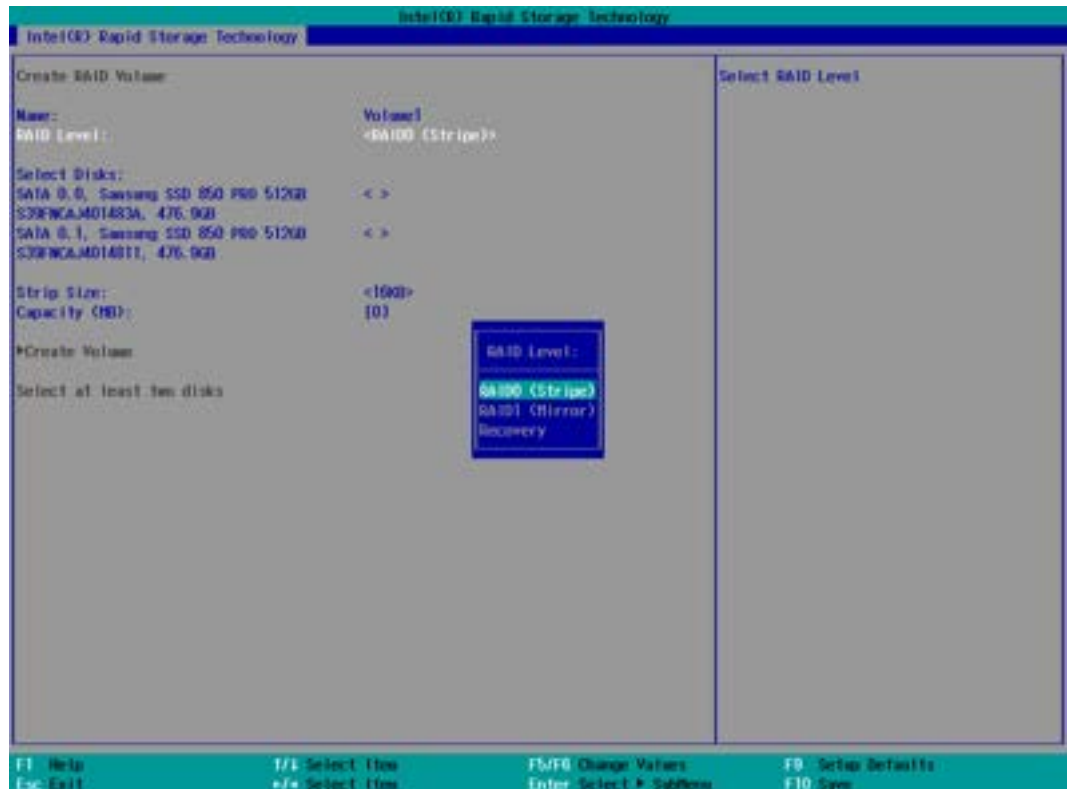 Intel(R) Rapid Storage Technology
Intel(R) Rapid Storage Technology
Create RAID Volume
Select RAID Level
Name: Volume1
RAID Level: <RAID0 (Stripe)>
Select Disks:
SATA 0.0, Samsung SSD 850 PRO 512GB < >
476.9GB
SATA 0.1, Samsung SSD 850 PRO 512GB < >
476.9GB
Strip Size: <16KB>
Capacity (MB): [0]
Create Volume
Select at least two disks
RAID Level:
RAID0 (Stripe)
RAID1 (Mirror)
Recovery
F1 Help ↑/↓ Select Item F5/F6 Change Values F9 Setup Defaults
Esc Exit Select Item Enter Select ▶ SubMenu F10 Save